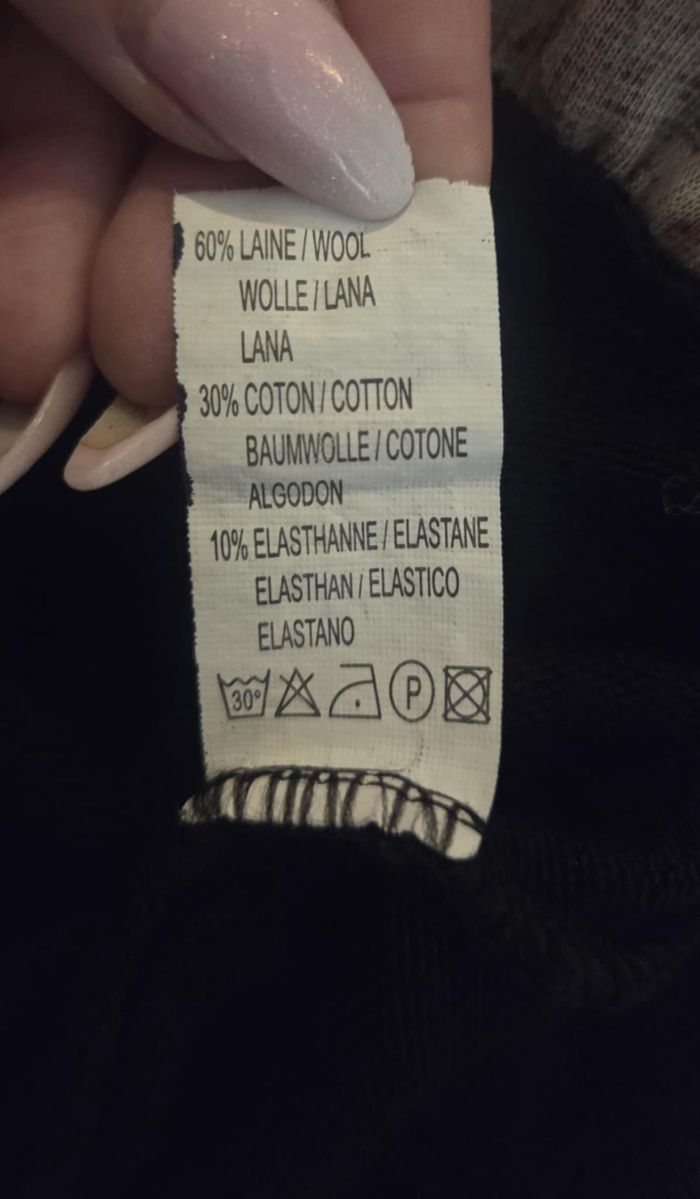 60% LAINE / WOOL
WOLLE / LANA
LANA
30% COTON / COTTON
BAUMWOLLE / COTONE
ALGODON
10% ELASTHANNE / ELASTANE
ELASTHAN / ELASTICO
ELASTANO
30° P